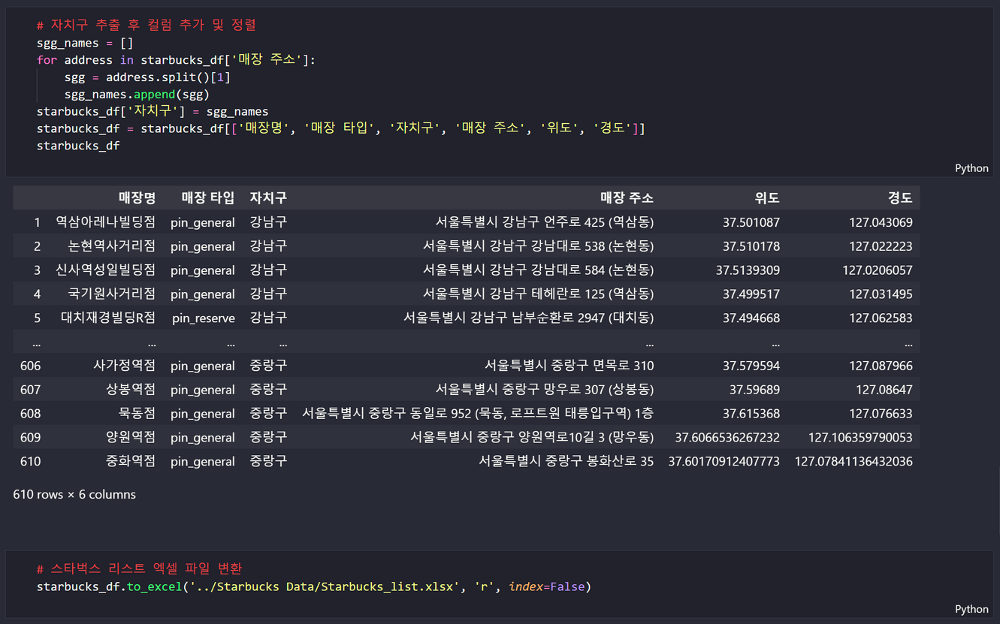 # 자치구 추출 후 컬럼 추가 및 정렬
sgg_names = []
for address in starbucks_df['매장 주소']:
    sgg = address.split()[1]
    sgg_names.append(sgg)
starbucks_df['자치구'] = sgg_names
starbucks_df = starbucks_df[['매장명', '매장 타입', '자치구', '매장 주소', '위도', '경도']]
starbucks_df
Python
매장명 매장 타입 자치구 매장 주소 위도 경도
1 역삼아레나빌딩점 pin_general 강남구 서울특별시 강남구 언주로 425 (역삼동) 37.501087 127.043069
2 논현역사거리점 pin_general 강남구 서울특별시 강남구 강남대로 538 (논현동) 37.510178 127.022223
3 신사역성일빌딩점 pin_general 강남구 서울특별시 강남구 강남대로 584 (논현동) 37.5139309 127.0206057
4 국기원사거리점 pin_general 강남구 서울특별시 강남구 테헤란로 125 (역삼동) 37.499517 127.031495
5 대치재경빌딩R점 pin_reserve 강남구 서울특별시 강남구 남부순환로 2947 (대치동) 37.494668 127.062583
... ... ... ... ... ... ...
606 사가정역점 pin_general 중랑구 서울특별시 중랑구 면목로 310 37.579594 127.087966
607 상봉역점 pin_general 중랑구 서울특별시 중랑구 망우로 307 (상봉동) 37.59689 127.08647
608 묵동점 pin_general 중랑구 서울특별시 중랑구 동일로 952 (묵동, 로프트원 태릉입구역) 1층 37.615368 127.076633
609 양원역점 pin_general 중랑구 서울특별시 중랑구 양원역로10길 3 (망우동) 37.6066536267232 127.106359790053
610 중화역점 pin_general 중랑구 서울특별시 중랑구 봉화산로 35 37.60170912407773 127.07841136432036
610 rows × 6 columns
# 스타벅스 리스트 엑셀 파일 변환
starbucks_df.to_excel('../Starbucks Data/Starbucks_list.xlsx', 'r', index=False)
Python